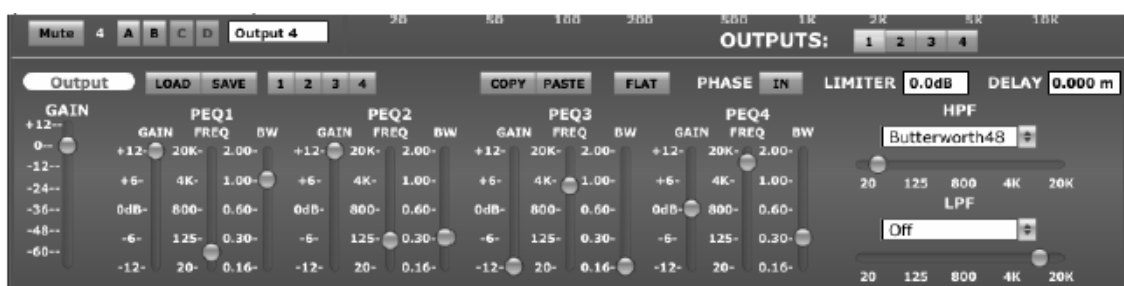 20 50 100 200 500 1K 2K 5K 10K
Mute 4 A B C D Output 4 OUTPUTS: 1 2 3 4
Output LOAD SAVE 1 2 3 4 COPY PASTE FLAT PHASE IN LIMITER 0.0dB DELAY 0.000 m
GAIN PEQ1 PEQ2 PEQ3 PEQ4 HPF
GAIN FREQ BW GAIN FREQ BW GAIN FREQ BW GAIN FREQ BW
+12-- 0-- -12-- -24-- -36-- -48-- -60--
+12- 20K- 2.00- +12- 20K- 2.00- +12- 20K- 2.00- +12- 20K- 2.00-
+6- 4K- 1.00- +6- 4K- 1.00- +6- 4K- 1.00- +6- 4K- 1.00-
0dB- 800- 0.60- 0dB- 800- 0.60- 0dB- 800- 0.60- 0dB- 800- 0.60-
-6- 125- 0.30- -6- 125- 0.30- -6- 125- 0.30- -6- 125- 0.30-
-12- 20- 0.16- -12- 20- 0.16- -12- 20- 0.16- -12- 20- 0.16-
Butterworth48
20 125 800 4K 20K
LPF
Off
20 125 800 4K 20K